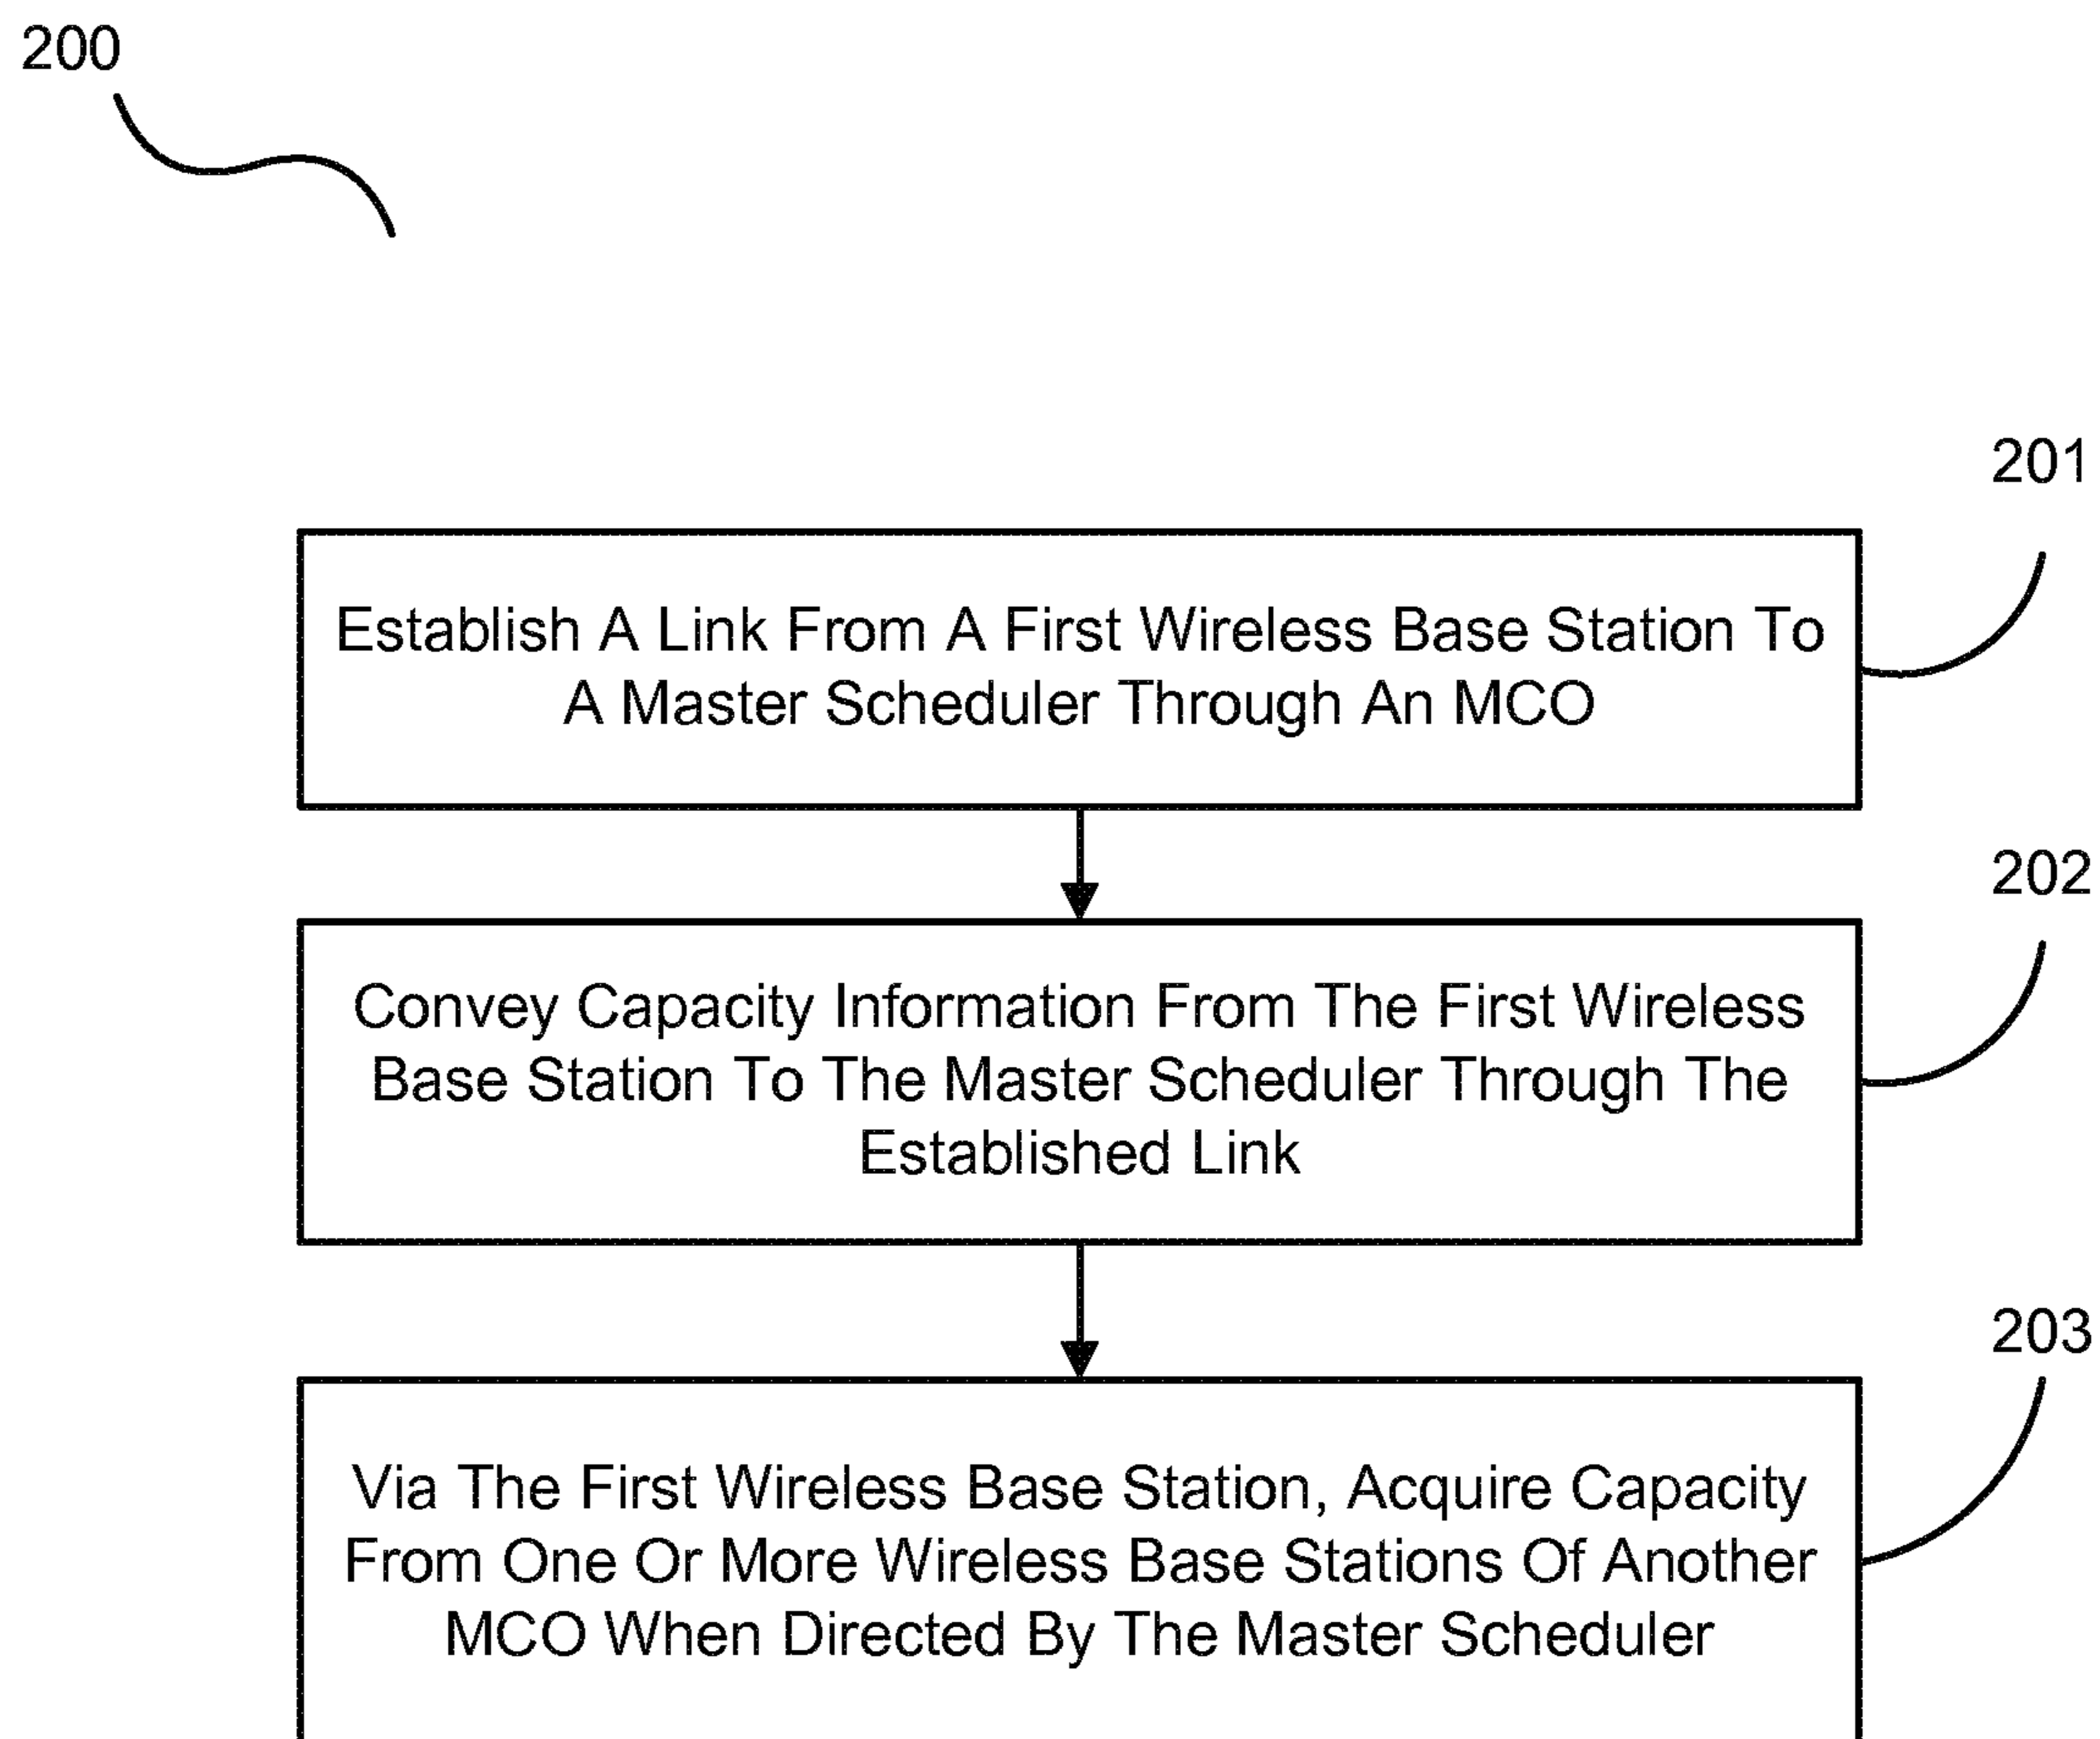 200
201
Establish A Link From A First Wireless Base Station To
A Master Scheduler Through An MCO
202
Convey Capacity Information From The First Wireless
Base Station To The Master Scheduler Through The
Established Link
203
Via The First Wireless Base Station, Acquire Capacity
From One Or More Wireless Base Stations Of Another
MCO When Directed By The Master Scheduler